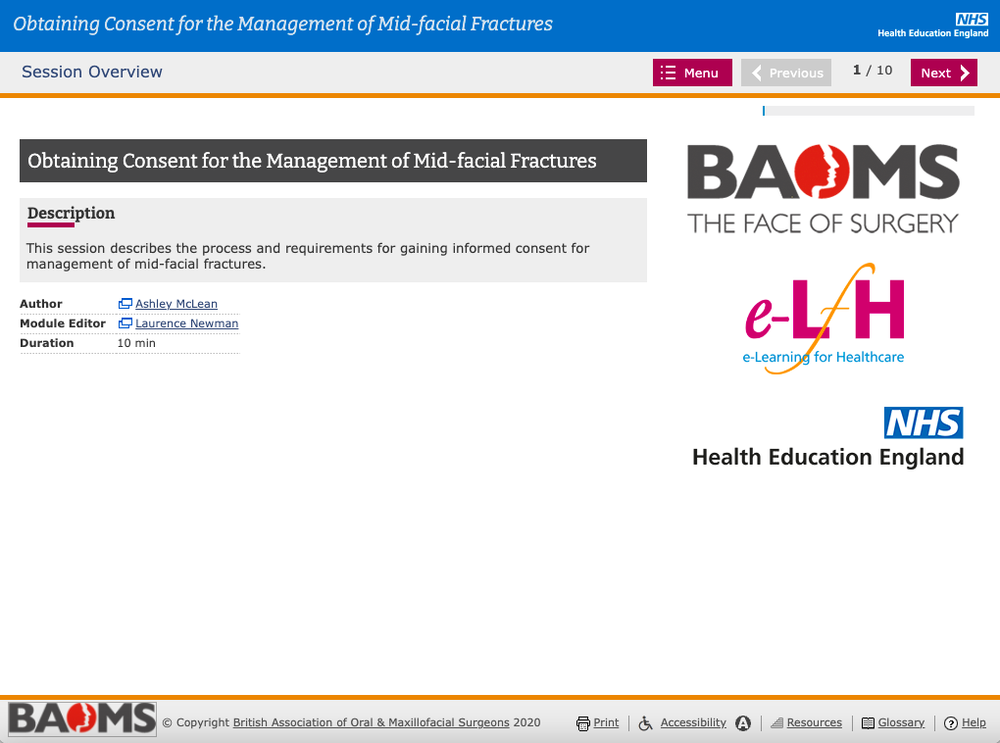 Obtaining Consent for the Management of Mid-facial Fractures
NHS
Health Education England
Session Overview
Menu
Previous
1 / 10
Next
Obtaining Consent for the Management of Mid-facial Fractures
Description
This session describes the process and requirements for gaining informed consent for
management of mid-facial fractures.
Author Ashley McLean
Module Editor Laurence Newman
Duration 10 min
BAOMS
THE FACE OF SURGERY
e-LfH
e-Learning for Healthcare
NHS
Health Education England
BAOMS
© Copyright British Association of Oral & Maxillofacial Surgeons 2020
Print
Accessibility
A
Resources
Glossary
? Help